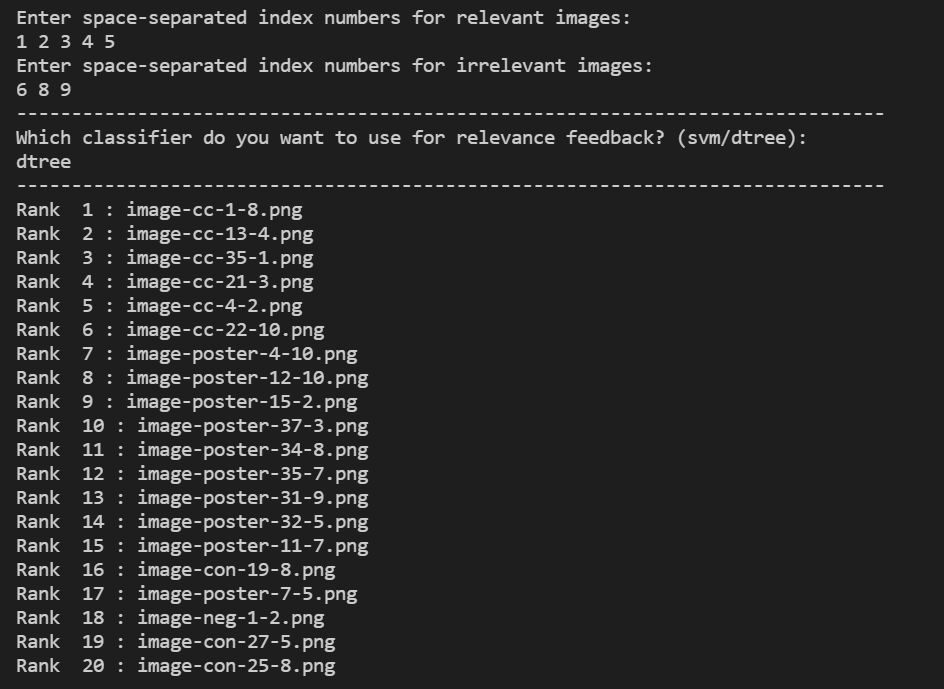 Enter space-separated index numbers for relevant images:
1 2 3 4 5
Enter space-separated index numbers for irrelevant images:
6 8 9
-------------------------------------------------------------------------------
Which classifier do you want to use for relevance feedback? (svm/dtree):
dtree
-------------------------------------------------------------------------------
Rank  1 : image-cc-1-8.png
Rank  2 : image-cc-13-4.png
Rank  3 : image-cc-35-1.png
Rank  4 : image-cc-21-3.png
Rank  5 : image-cc-4-2.png
Rank  6 : image-cc-22-10.png
Rank  7 : image-poster-4-10.png
Rank  8 : image-poster-12-10.png
Rank  9 : image-poster-15-2.png
Rank  10 : image-poster-37-3.png
Rank  11 : image-poster-34-8.png
Rank  12 : image-poster-35-7.png
Rank  13 : image-poster-31-9.png
Rank  14 : image-poster-32-5.png
Rank  15 : image-poster-11-7.png
Rank  16 : image-con-19-8.png
Rank  17 : image-poster-7-5.png
Rank  18 : image-neg-1-2.png
Rank  19 : image-con-27-5.png
Rank  20 : image-con-25-8.png